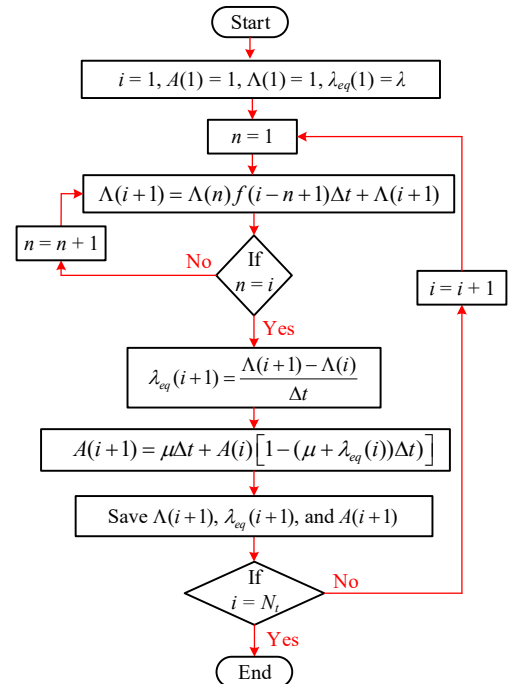 Start
i = 1, A(1) = 1, Λ(1) = 1, λ_eq(1) = λ
n = 1
Λ(i+1) = Λ(n) f(i−n+1)Δt + Λ(i+1)
n = n + 1
No
If
n = i
i = i + 1
Yes
λ_eq(i+1) = \frac{Λ(i+1) − Λ(i)}{Δt}
A(i+1) = μΔt + A(i)[1−(μ + λ_eq(i))Δt)]
Save Λ(i+1), λ_eq(i+1), and A(i+1)
If
i = N_t
No
Yes
End